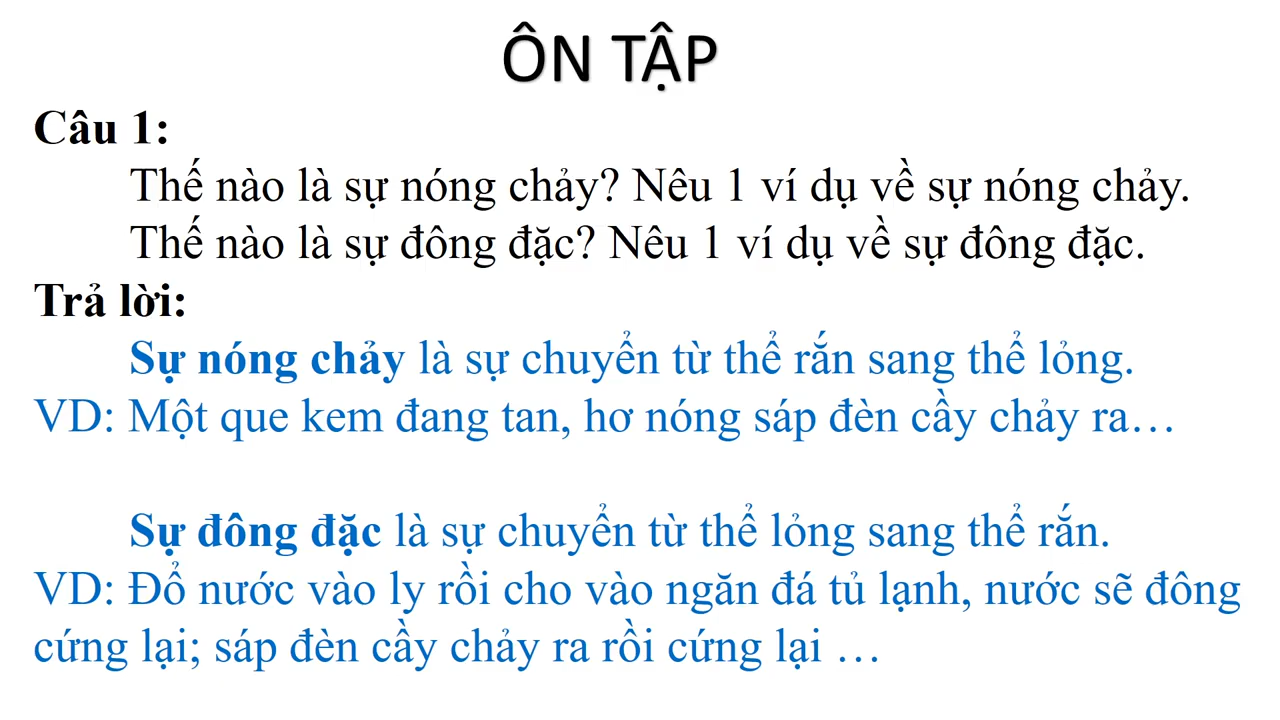 ÔN TẬP
Câu 1:
Thế nào là sự nóng chảy? Nêu 1 ví dụ về sự nóng chảy.
Thế nào là sự đông đặc? Nêu 1 ví dụ về sự đông đặc.
Trả lời:
Sự nóng chảy là sự chuyển từ thể rắn sang thể lỏng.
VD: Một que kem đang tan, hơ nóng sáp đèn cầy chảy ra…
Sự đông đặc là sự chuyển từ thể lỏng sang thể rắn.
VD: Đổ nước vào ly rồi cho vào ngăn đá tủ lạnh, nước sẽ đông
cứng lại; sáp đèn cầy chảy ra rồi cứng lại …